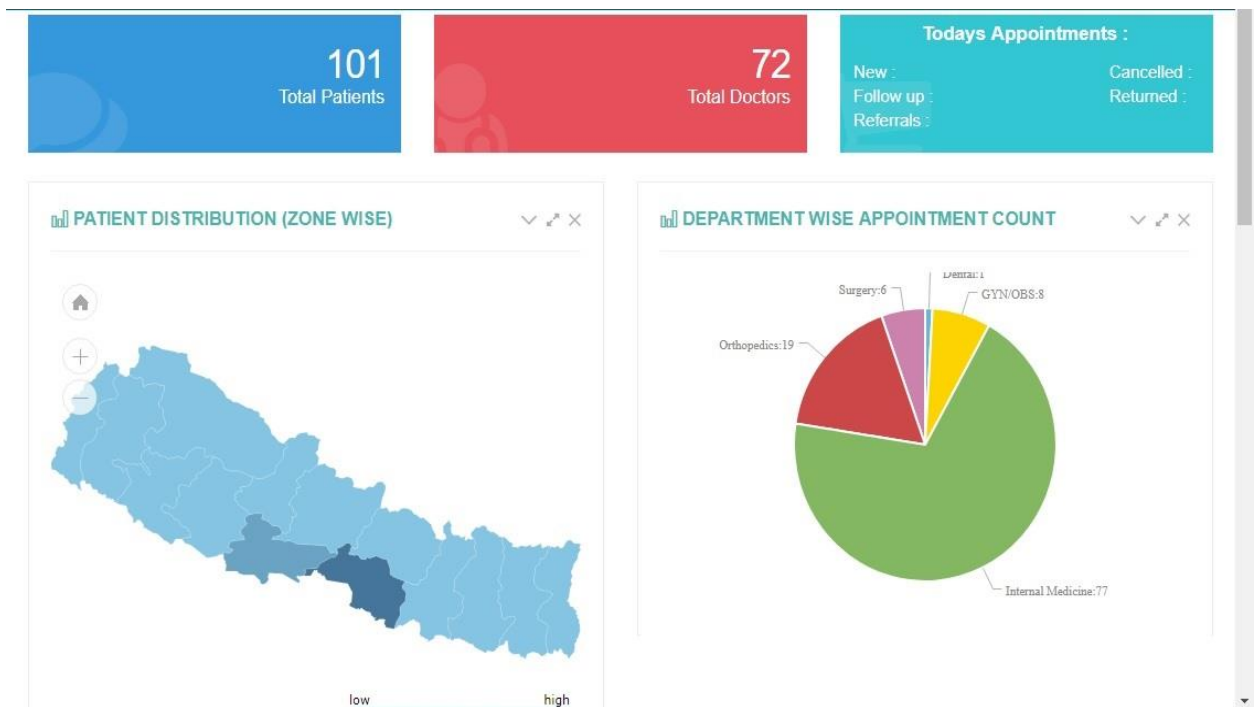 101
Total Patients
72
Total Doctors
Todays Appointments :
New :
Cancelled :
Follow up :
Returned :
Referrals :
PATIENT DISTRIBUTION (ZONE WISE)
DEPARTMENT WISE APPOINTMENT COUNT
Dental:1
Surgery:6
GYN/OBS:8
Orthopedics:19
Internal Medicine:77
low
high